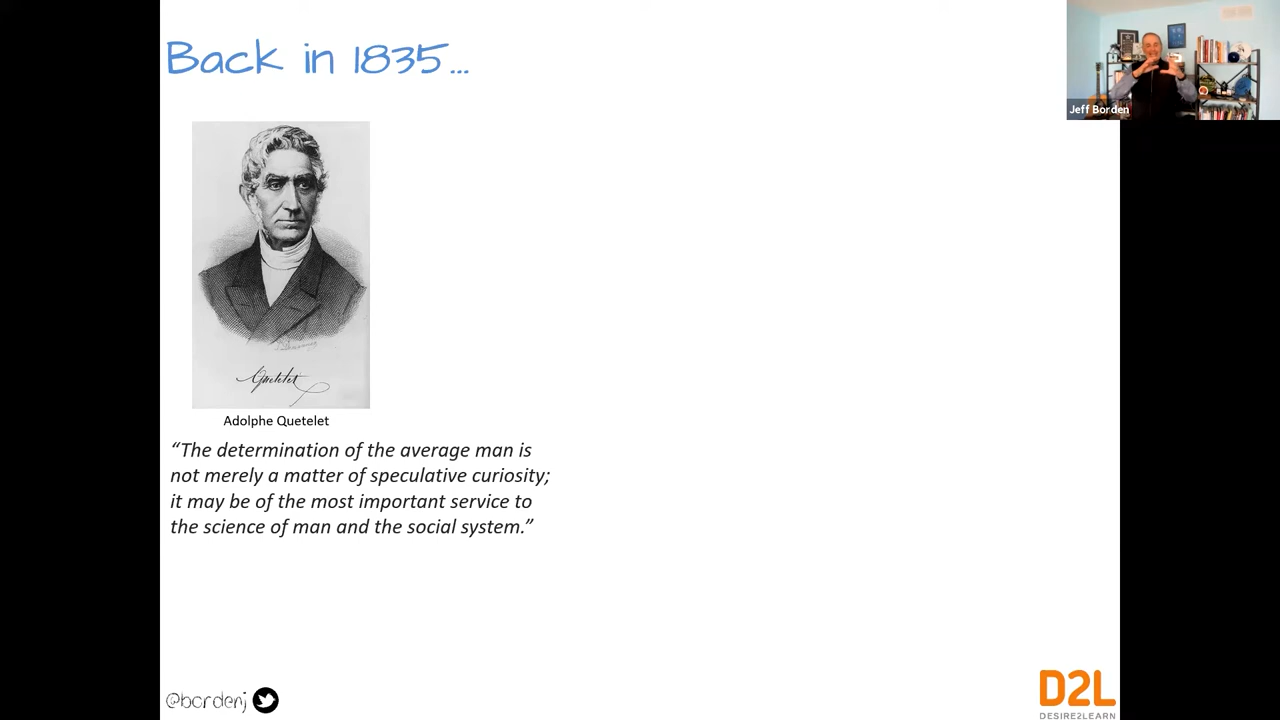 Back in 1835...
Jeff Borden
Quetelet
Adolphe Quetelet
“The determination of the average man is
not merely a matter of speculative curiosity;
it may be of the most important service to
the science of man and the social system.”
@bordenj
D2L
DESIRE2LEARN